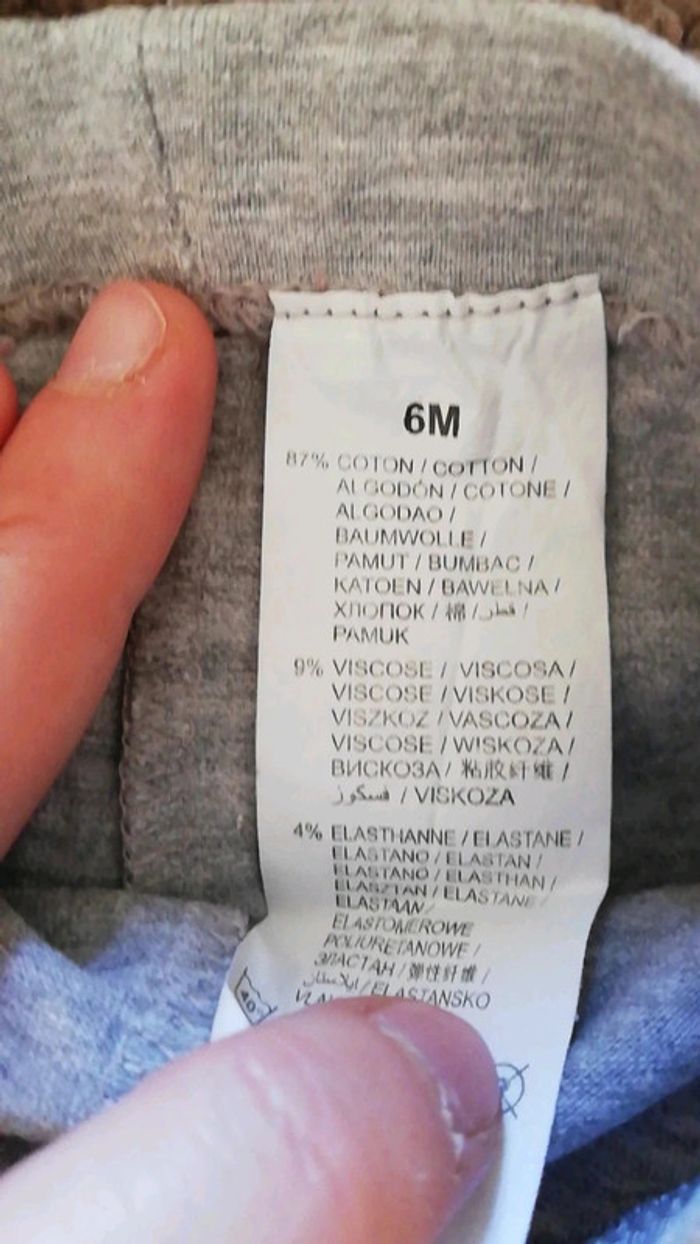 6M
87% COTON / COTTON /
ALGODÓN / COTONE /
ALGODAO /
BAUMWOLLE /
PAMUT / BUMBAC /
KATOEN / BAWELNA /
ХЛОПОК / 棉 / قطن /
PAMUK
9% VISCOSE / VISCOSA /
VISCOSE / VISKOSE /
VISZKOZ / VASCOZA /
VISCOSE / WISKOZA /
ВИСКОЗА / 粘胶纤维 /
فسكوز / VISKOZA
4% ELASTHANNE / ELASTANE /
ELASTANO / ELASTAN /
ELASTANO / ELASTHAN /
ELASZTAN / ELASTANE /
ELASTAAN /
ELASTOMEROWE
POLIURETANOWE /
ЭЛАСТАН / 弹性纤维 /
/ ELASTANSKO
40°